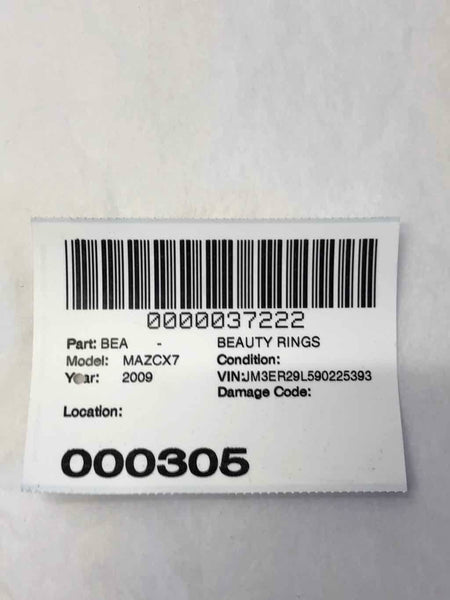 0000037222
Part: BEA - BEAUTY RINGS
Model: MAZCX7 Condition:
Year: 2009 VIN:JM3ER29L590225393
Damage Code:
Location:
000305